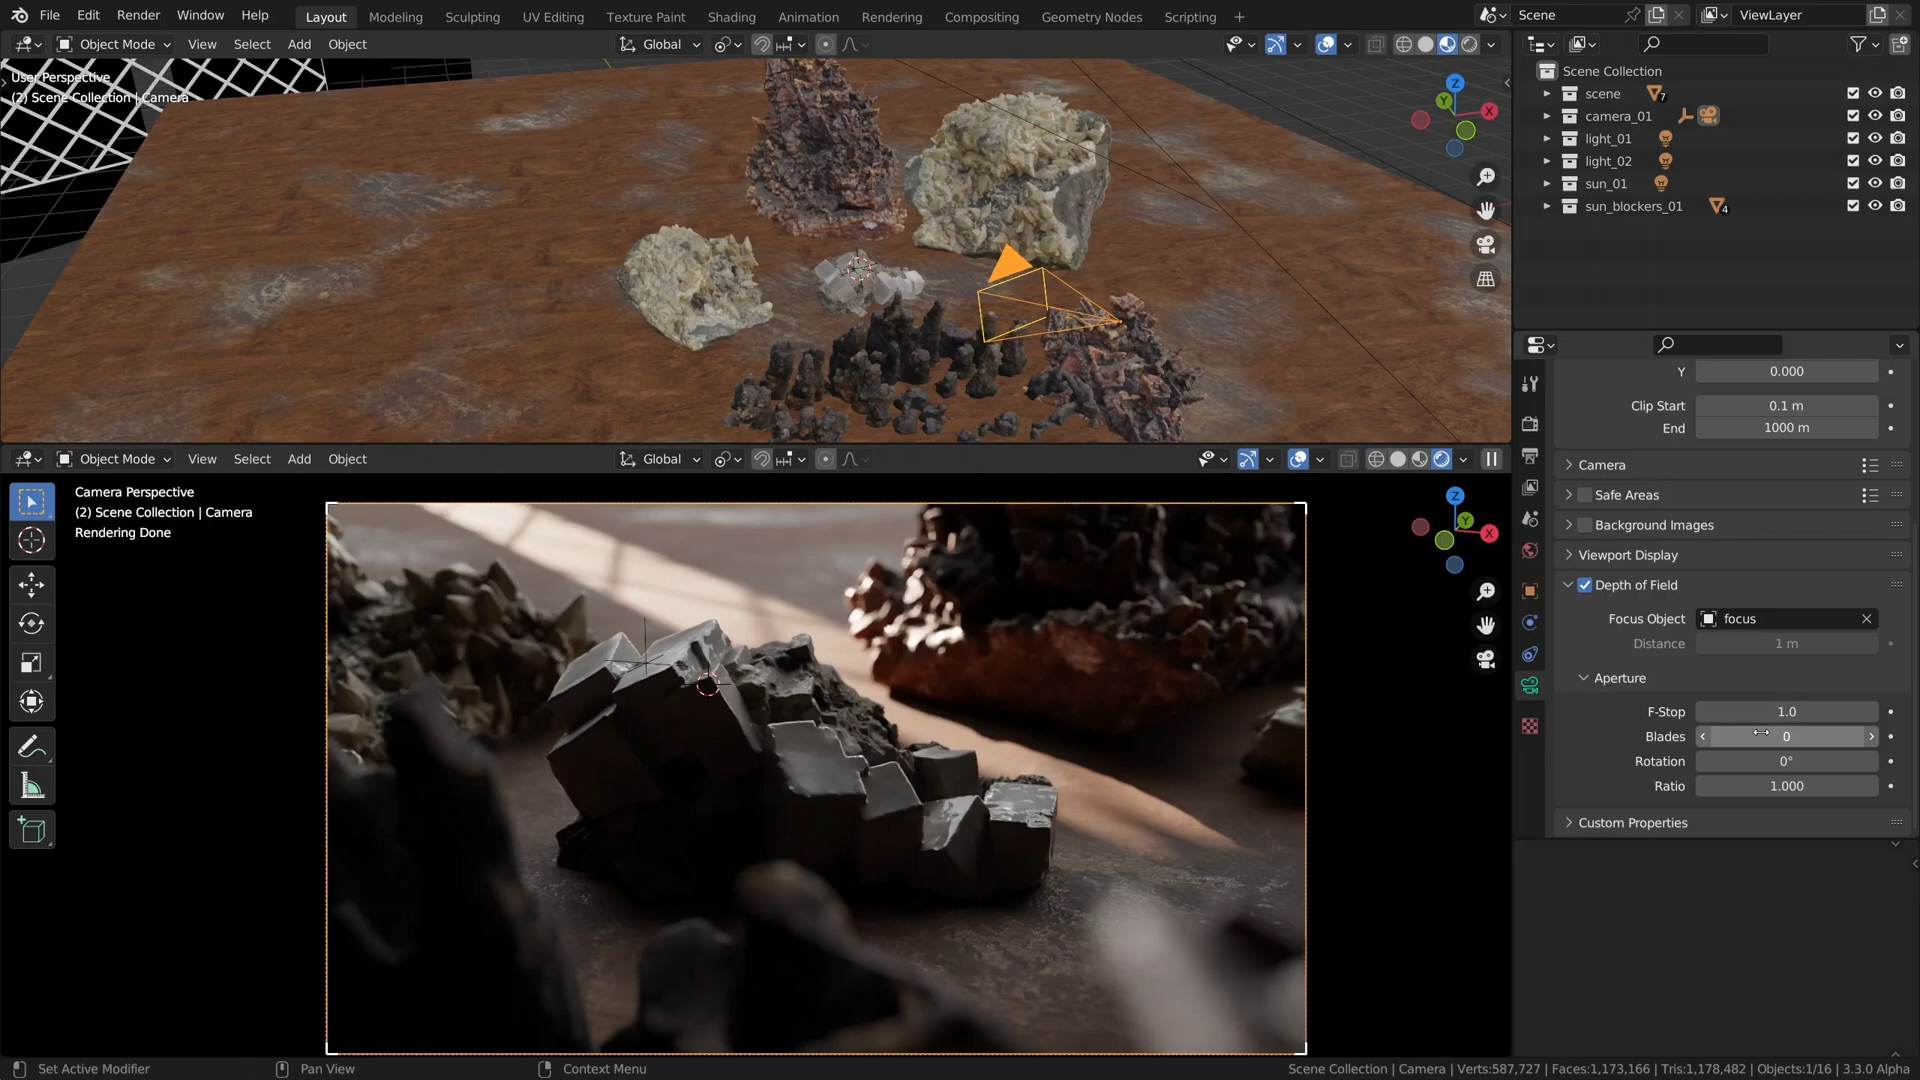 File Edit Render Window Help Layout Modeling Sculpting UV Editing Texture Paint Shading Animation Rendering Compositing Geometry Nodes Scripting Scene ViewLayer
Object Mode View Select Add Object Global
User Perspective
(2) Scene Collection | Camera
Z
Y
X
Scene Collection
scene 7
camera_01
light_01
light_02
sun_01
sun_blockers_01 4
Y 0.000
Clip Start 0.1 m
End 1000 m
Camera
Safe Areas
Background Images
Viewport Display
Depth of Field
Focus Object focus
Distance 1 m
Aperture
F-Stop 1.0
Blades 0
Rotation 0°
Ratio 1.000
Custom Properties
Object Mode View Select Add Object Global
Camera Perspective
(2) Scene Collection | Camera
Rendering Done
Z
Y
X
Set Active Modifier Pan View Context Menu Scene Collection | Camera | Verts:587,727 | Faces:1,173,166 | Tris:1,178,482 | Objects:1/16 | 3.3.0 Alpha